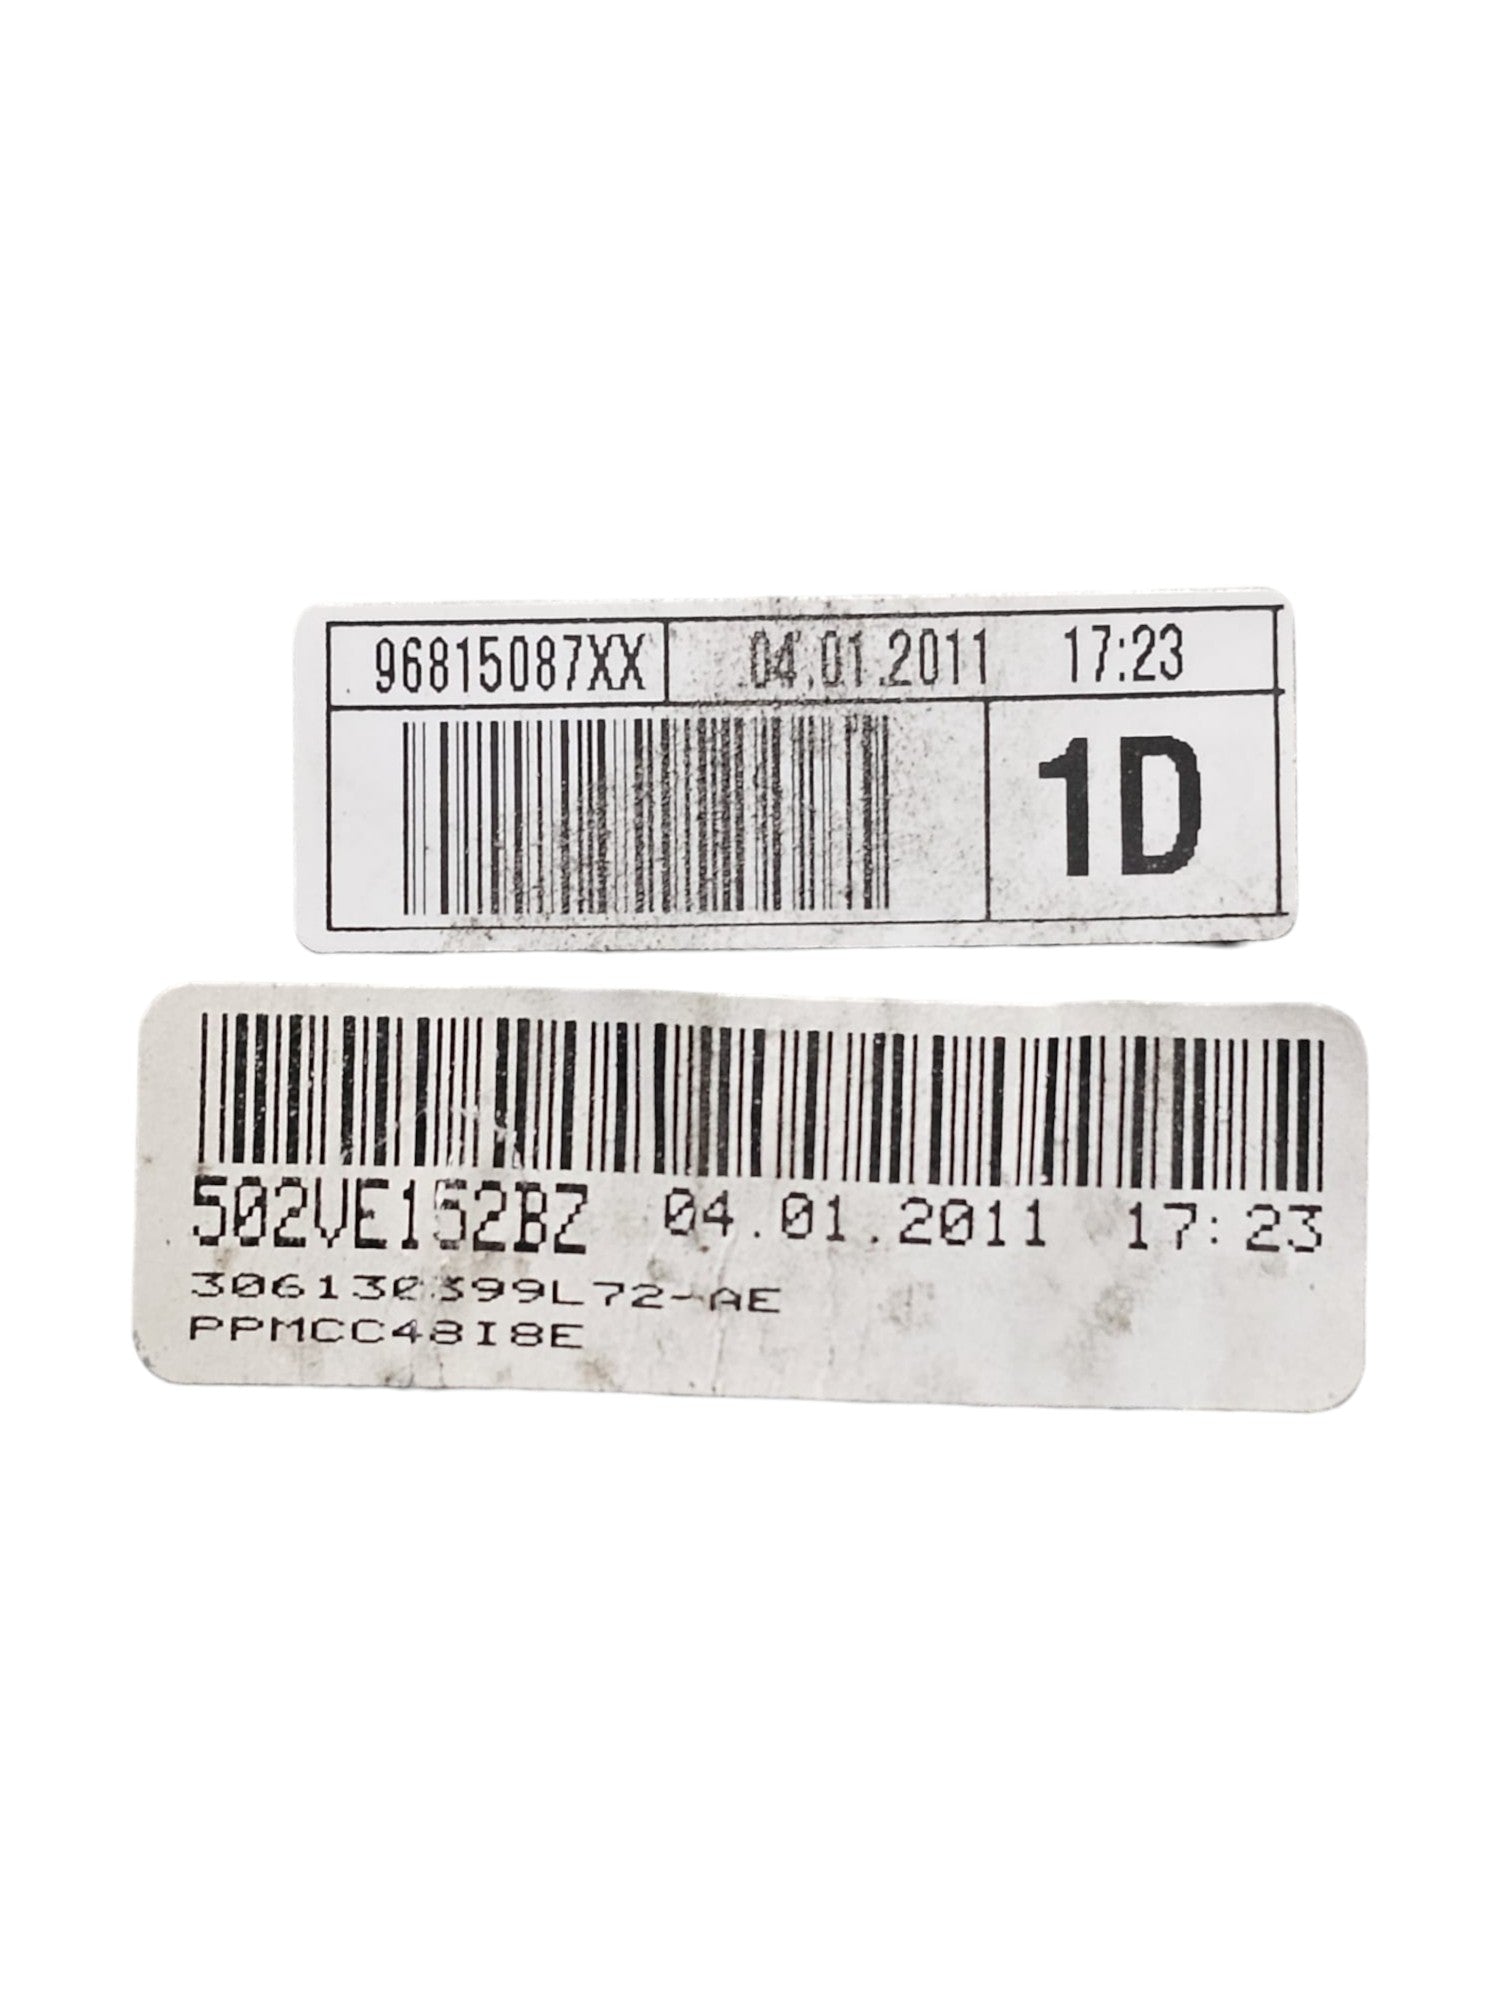 96815087XX 04.01.2011 17:23
1D
502VE152BZ 04.01.2011 17:23
306130399L72-AE
PPMCC48I8E